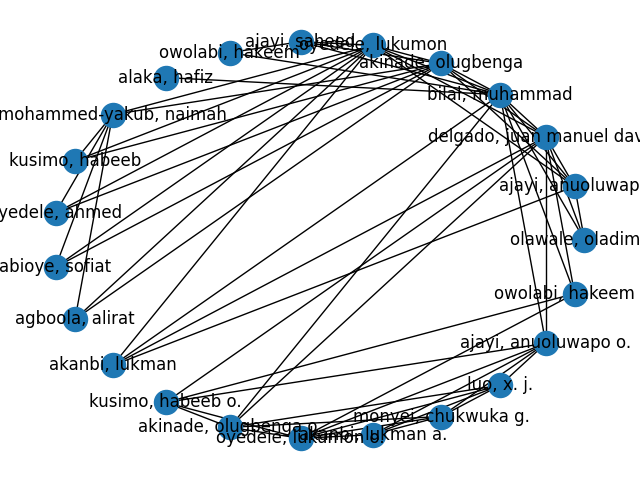 ajayi, saheed
oyedele, lukumon
owolabi, hakeem
akinade, olugbenga
alaka, hafiz
bilal, muhammad
mohammed-yakub, naimah
delgado, juan manuel dav
kusimo, habeeb
ajayi, anuoluwap
yedele, ahmed
olawale, oladim
abioye, sofiat
owolabi, hakeem
agboola, alirat
ajayi, anuoluwapo o.
akanbi, lukman
luo, x. j.
kusimo, habeeb o.
monyei, chukwuka g.
akinade, olugbenga o.
oyedele, lukumon o.
akanbi, lukman a.